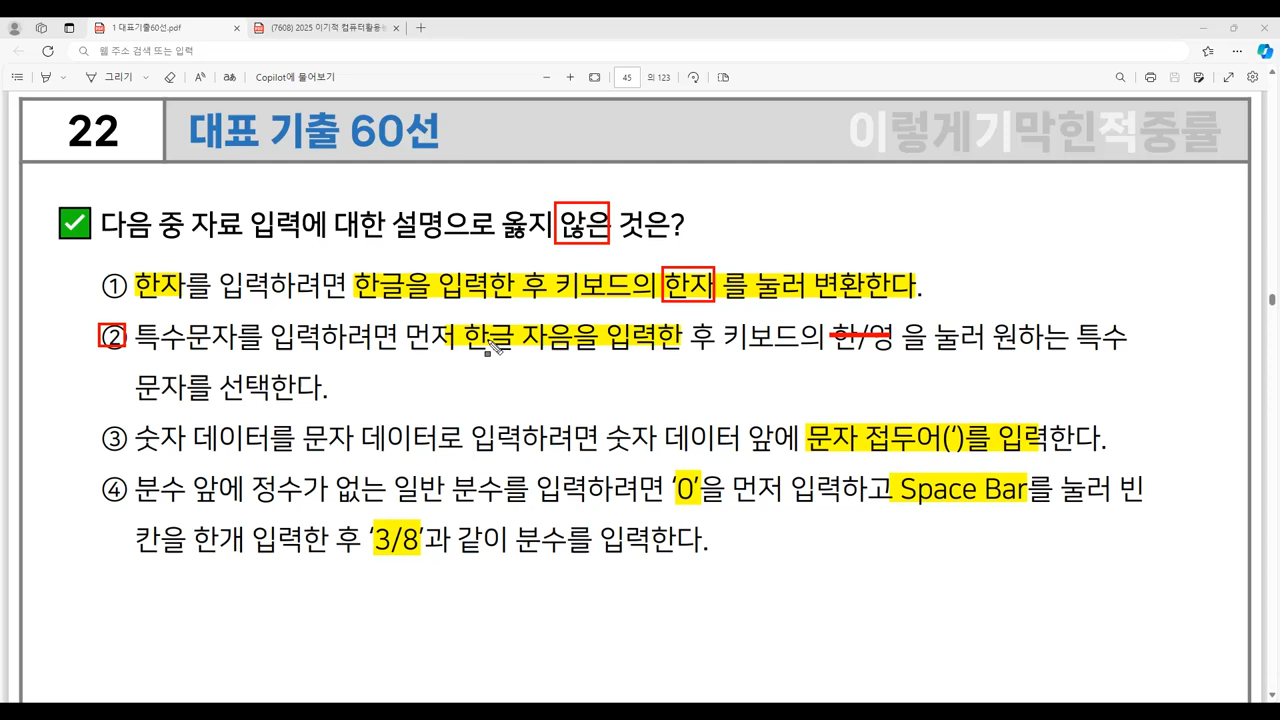 1 대표기출60선.pdf
(7608) 2025 이기적 컴퓨터활용능
웹 주소 검색 또는 입력
그리기
Copilot에 물어보기
45 의 123
22 대표 기출 60선 이렇게기막힌적중률
다음 중 자료 입력에 대한 설명으로 옳지 않은 것은?
① 한자를 입력하려면 한글을 입력한 후 키보드의 한자 를 눌러 변환한다.
② 특수문자를 입력하려면 먼저 한글 자음을 입력한 후 키보드의 한/영 을 눌러 원하는 특수
문자를 선택한다.
③ 숫자 데이터를 문자 데이터로 입력하려면 숫자 데이터 앞에 문자 접두어(‘)를 입력한다.
④ 분수 앞에 정수가 없는 일반 분수를 입력하려면 ‘0’을 먼저 입력하고 Space Bar를 눌러 빈
칸을 한개 입력한 후 ‘3/8’과 같이 분수를 입력한다.